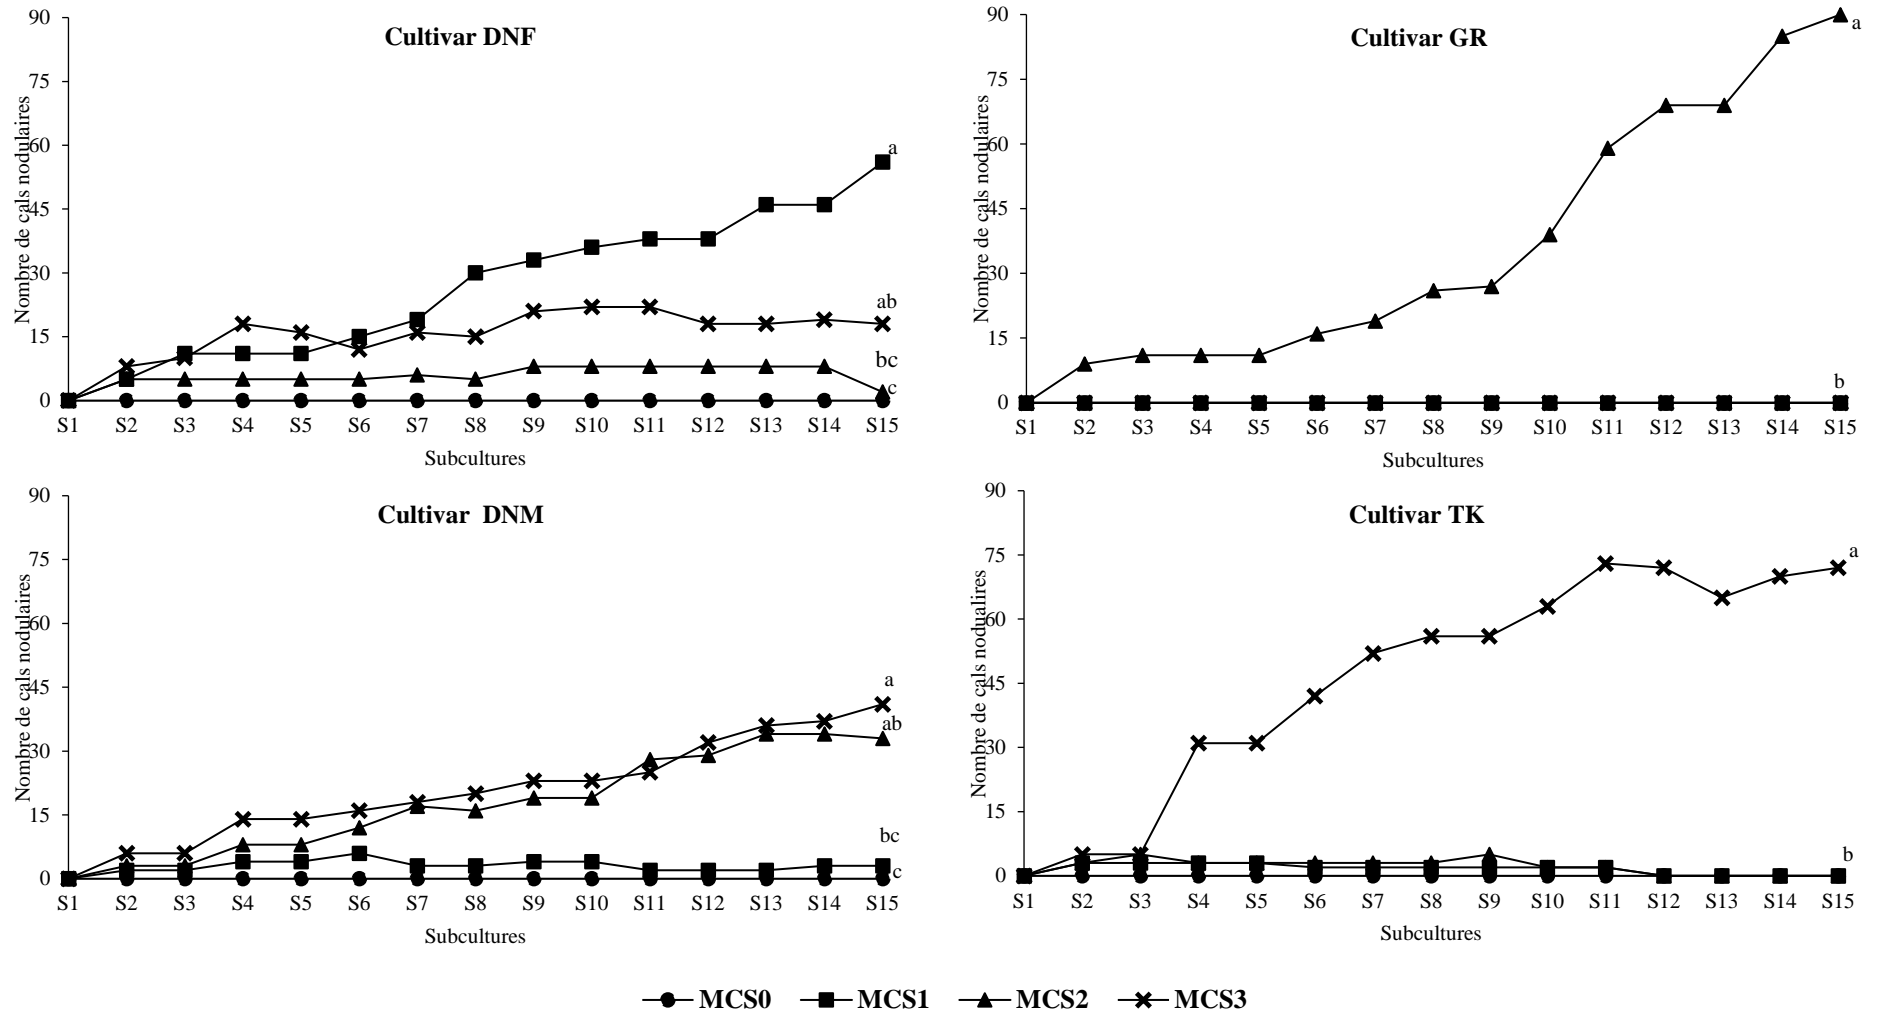 Cultivar DNF
Nombre de cals nodulaires
90
75
60
45
30
15
0
a
ab
bc
c
S1 S2 S3 S4 S5 S6 S7 S8 S9 S10 S11 S12 S13 S14 S15
Subcultures
Cultivar GR
Nombre de cals nodulaires
90
75
60
45
30
15
0
a
b
S1 S2 S3 S4 S5 S6 S7 S8 S9 S10 S11 S12 S13 S14 S15
Subcultures
Cultivar DNM
Nombre de cals nodulaires
90
75
60
45
30
15
0
a
ab
bc
c
S1 S2 S3 S4 S5 S6 S7 S8 S9 S10 S11 S12 S13 S14 S15
Subcultures
Cultivar TK
Nombre de cals nodualires
90
75
60
45
30
15
0
a
b
S1 S2 S3 S4 S5 S6 S7 S8 S9 S10 S11 S12 S13 S14 S15
Subcultures
MCS0 MCS1 MCS2 MCS3